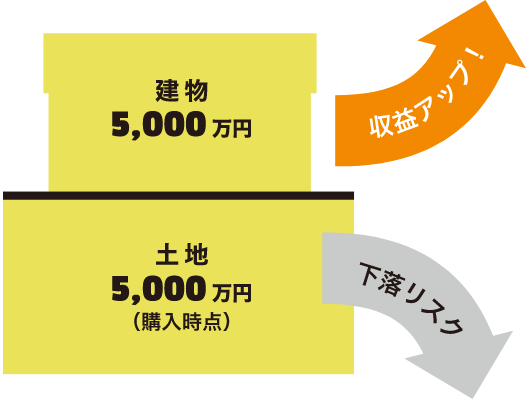 建物
5,000万円
収益アップ！
土地
5,000万円
（購入時点）
下落リスク